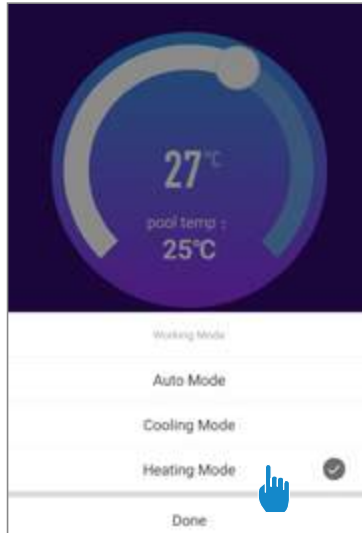 27°C
pool temp :
25°C
Working Mode
Auto Mode
Cooling Mode
Heating Mode
Done